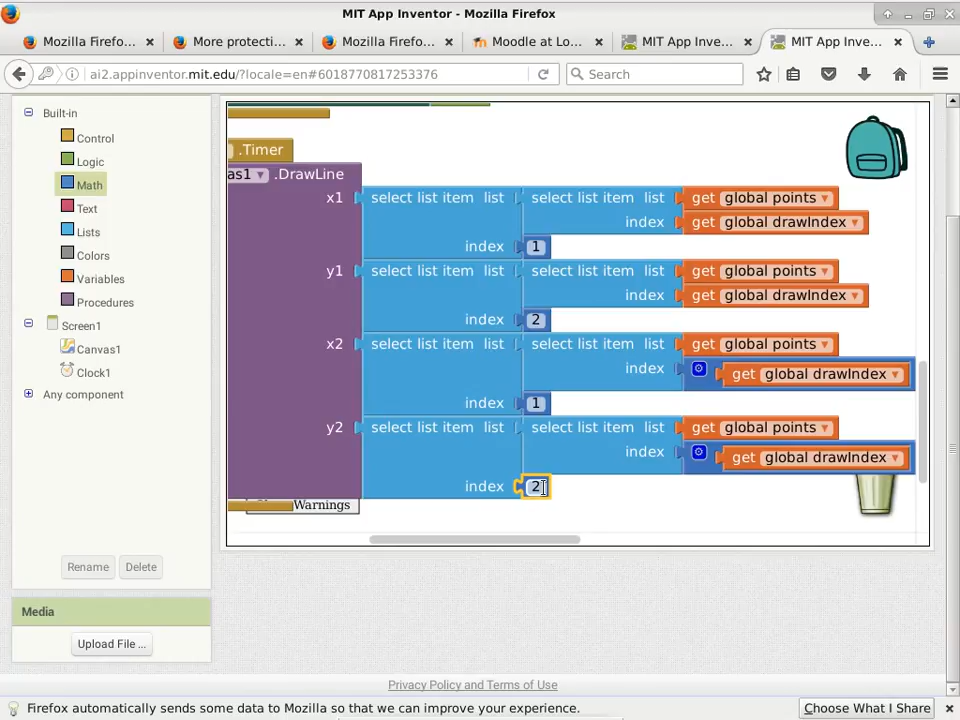 MIT App Inventor - Mozilla Firefox
Mozilla Firefo...
More protecti...
Mozilla Firefo...
Moodle at Lo...
MIT App Inve...
MIT App Inve...
ai2.appinventor.mit.edu/?locale=en#6018770817253376
Search
Built-in
Control
Logic
Math
Text
Lists
Colors
Variables
Procedures
Screen1
Canvas1
Clock1
Any component
Rename
Delete
Media
Upload File ...
.Timer
as1 .DrawLine
x1 select list item list select list item list get global points
index get global drawIndex
index 1
y1 select list item list select list item list get global points
index get global drawIndex
index 2
x2 select list item list select list item list get global points
index get global drawIndex
index 1
y2 select list item list select list item list get global points
index get global drawIndex
index 2
Warnings
Privacy Policy and Terms of Use
Firefox automatically sends some data to Mozilla so that we can improve your experience.
Choose What I Share